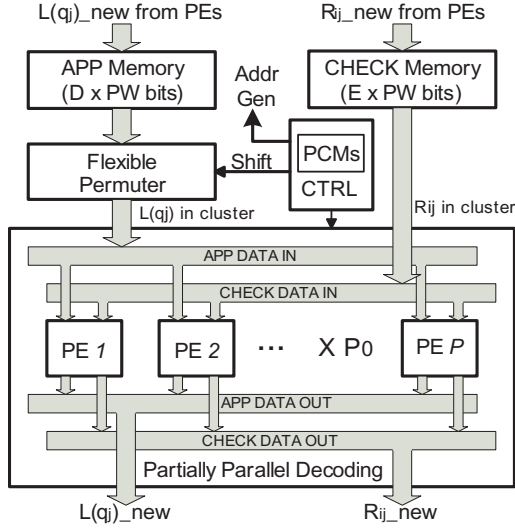 L(qj)_new from PEs
Rij_new from PEs
APP Memory
(D x PW bits)
Addr
Gen
CHECK Memory
(E x PW bits)
PCMs
CTRL
Flexible
Permuter
Shift
L(qj) in cluster
Rij in cluster
APP DATA IN
CHECK DATA IN
PE 1
PE 2
...
X P0
PE P
APP DATA OUT
CHECK DATA OUT
Partially Parallel Decoding
L(qj)_new
Rij_new